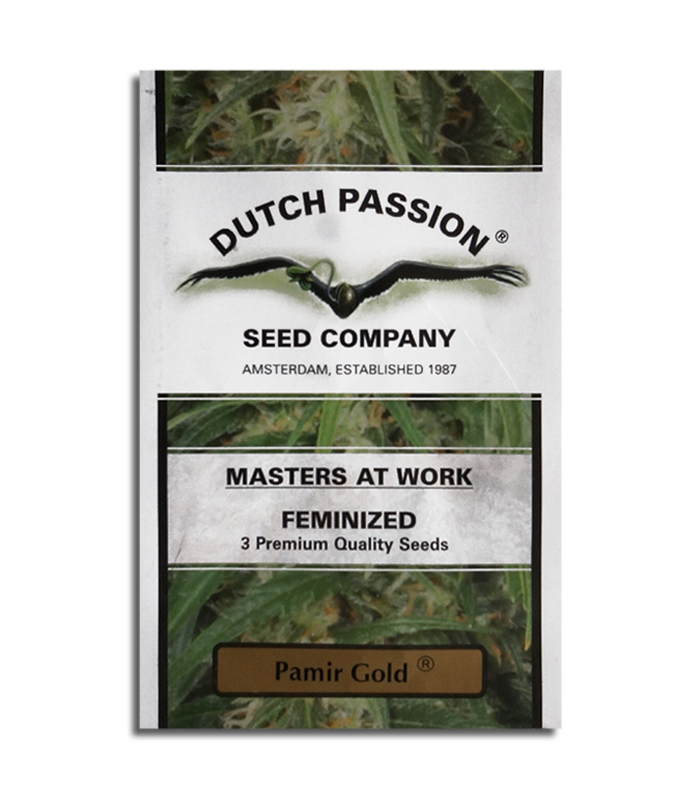 DUTCH PASSION ®
SEED COMPANY
AMSTERDAM, ESTABLISHED 1987
MASTERS AT WORK
FEMINIZED
3 Premium Quality Seeds
Pamir Gold ®